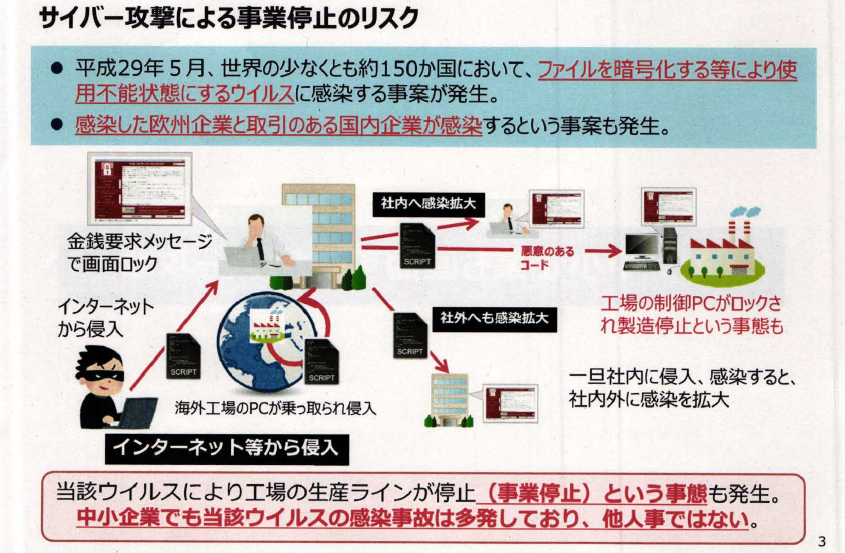 サイバー攻撃による事業停止のリスク
● 平成29年５月、世界の少なくとも約150か国において、ファイルを暗号化する等により使
用不能状態にするウイルスに感染する事案が発生。
● 感染した欧州企業と取引のある国内企業が感染するという事案も発生。
社内へ感染拡大
金銭要求メッセージ
で画面ロック
SCRIPT
悪意のある
コード
工場の制御PCがロックさ
れ製造停止という事態も
インターネット
から侵入
社外へも感染拡大
SCRIPT
SCRIPT
SCRIPT
一旦社内に侵入、感染すると、
社内外に感染を拡大
海外工場のPCが乗っ取られ侵入
インターネット等から侵入
当該ウイルスにより工場の生産ラインが停止（事業停止）という事態も発生。
中小企業でも当該ウイルスの感染事故は多発しており、他人事ではない。
3